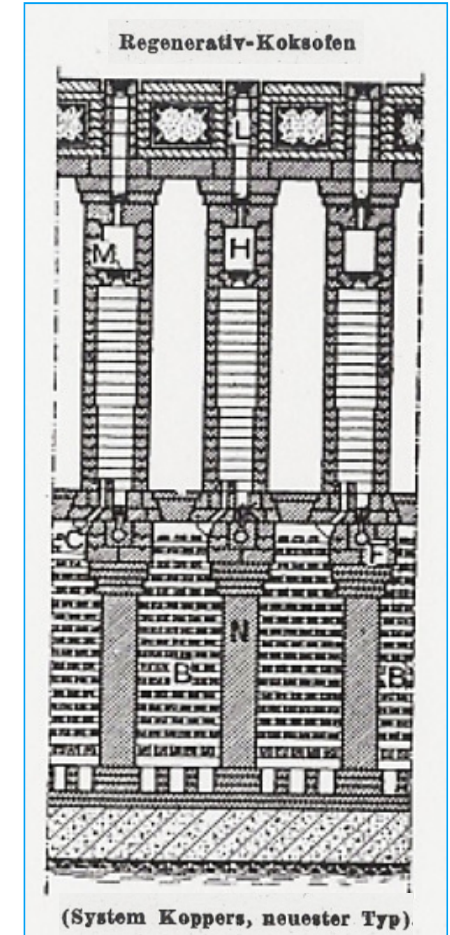 Regenerativ-Koksofen
L
M H
C F
N
B B
(System Koppers, neuester Typ)